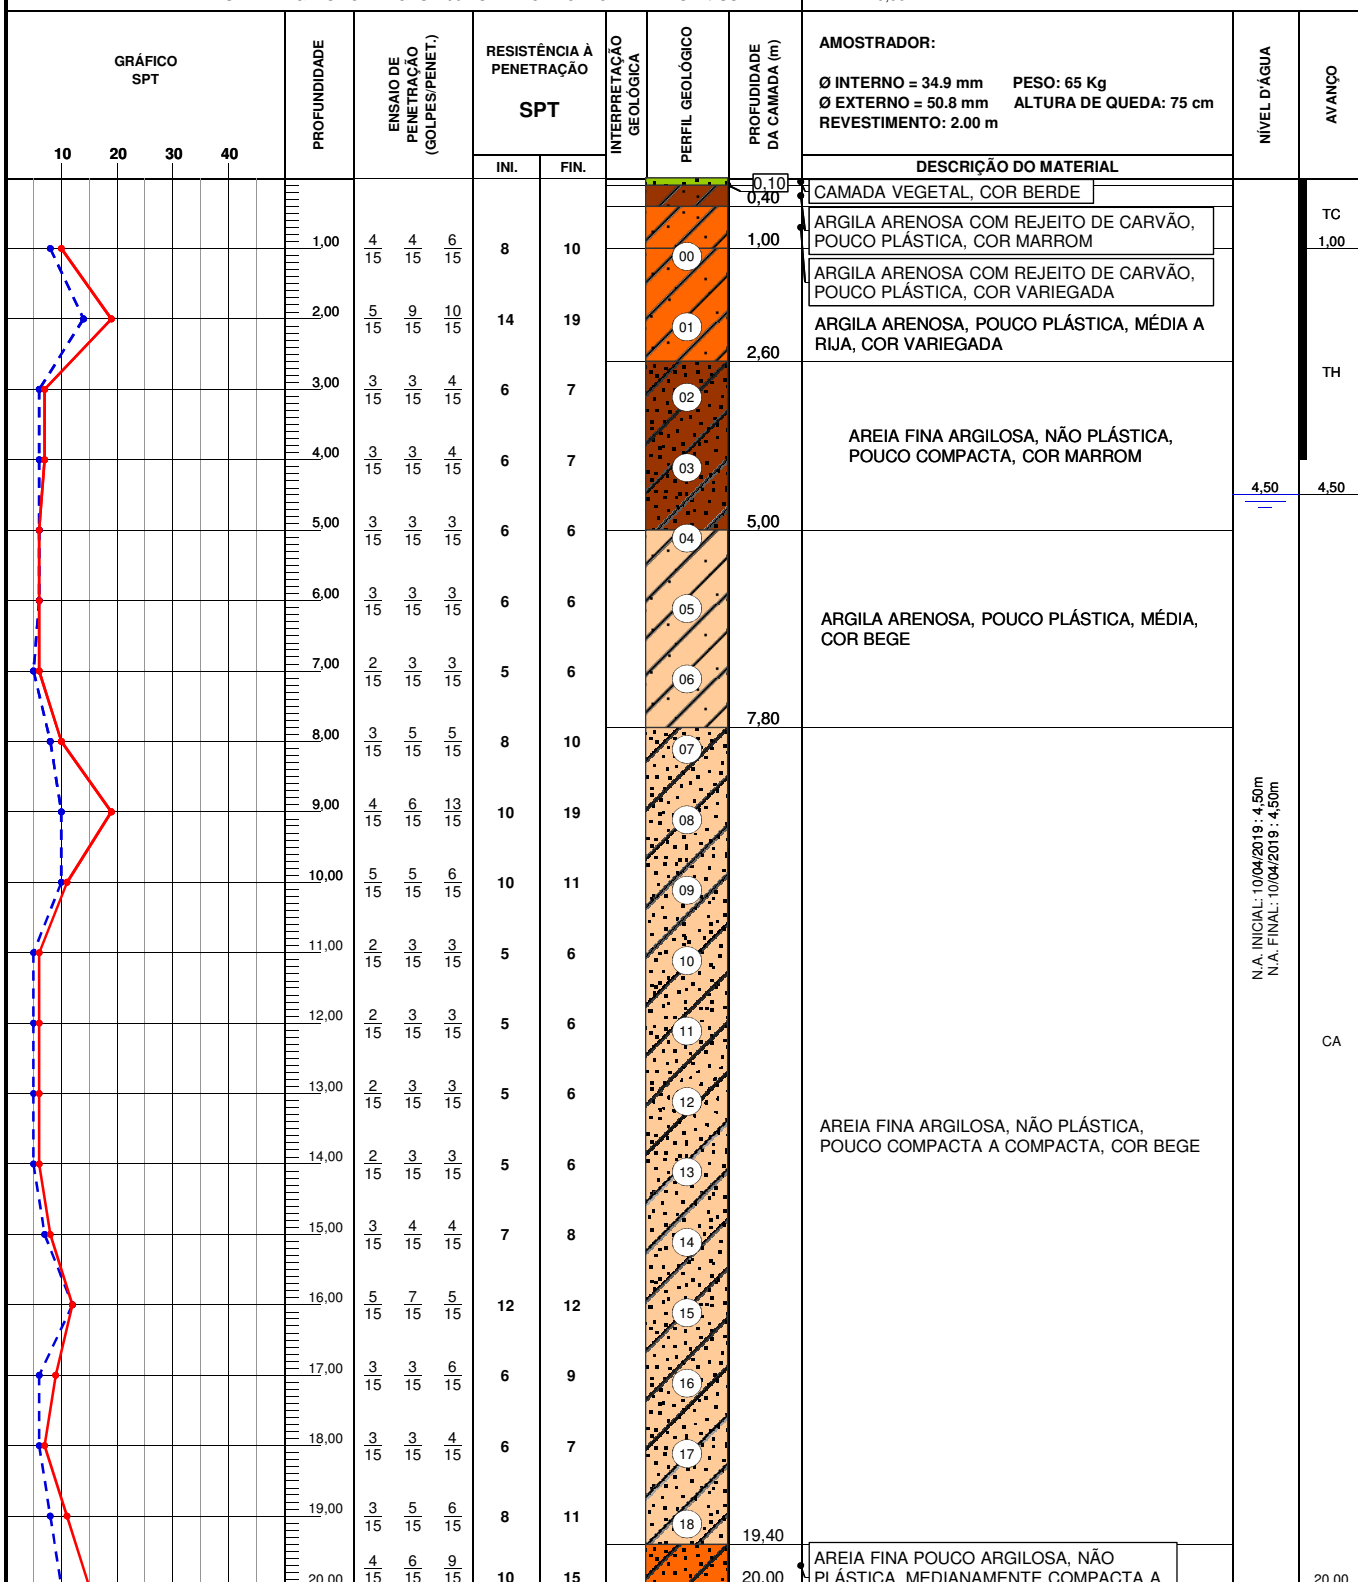 GRÁFICO
SPT
10 20 30 40
PROFUNDIDADE
ENSAIO DE
PENETRAÇÃO
(GOLPES/PENET.)
RESISTÊNCIA À
PENETRAÇÃO
SPT
INI. FIN.
INTERPRETAÇÃO
GEOLÓGICA
PERFIL GEOLÓGICO
PROFUDIDADE
DA CAMADA (m)
AMOSTRADOR:
Ø INTERNO = 34.9 mm PESO: 65 Kg
Ø EXTERNO = 50.8 mm ALTURA DE QUEDA: 75 cm
REVESTIMENTO: 2.00 m
DESCRIÇÃO DO MATERIAL
NÍVEL D'ÁGUA
AVANÇO
0,10
CAMADA VEGETAL, COR BERDE
0,40
ARGILA ARENOSA COM REJEITO DE CARVÃO,
POUCO PLÁSTICA, COR MARROM
TC
1,00 4/15 4/15 6/15 8 10 00 1,00 1,00
ARGILA ARENOSA COM REJEITO DE CARVÃO,
POUCO PLÁSTICA, COR VARIEGADA
2,00 5/15 9/15 10/15 14 19 01
ARGILA ARENOSA, POUCO PLÁSTICA, MÉDIA A
RIJA, COR VARIEGADA
2,60
TH
3,00 3/15 3/15 4/15 6 7 02
AREIA FINA ARGILOSA, NÃO PLÁSTICA,
POUCO COMPACTA, COR MARROM
4,00 3/15 3/15 4/15 6 7 03
4,50 4,50
5,00 3/15 3/15 3/15 6 6 04 5,00
6,00 3/15 3/15 3/15 6 6 05
ARGILA ARENOSA, POUCO PLÁSTICA, MÉDIA,
COR BEGE
7,00 2/15 3/15 3/15 5 6 06
7,80
8,00 3/15 5/15 5/15 8 10 07
9,00 4/15 6/15 13/15 10 19 08
10,00 5/15 5/15 6/15 10 11 09
N.A. INICIAL: 10/04/2019 : 4,50m
N.A. FINAL: 10/04/2019 : 4,50m
11,00 2/15 3/15 3/15 5 6 10
12,00 2/15 3/15 3/15 5 6 11
CA
13,00 2/15 3/15 3/15 5 6 12
AREIA FINA ARGILOSA, NÃO PLÁSTICA,
POUCO COMPACTA A COMPACTA, COR BEGE
14,00 2/15 3/15 3/15 5 6 13
15,00 3/15 4/15 4/15 7 8 14
16,00 5/15 7/15 5/15 12 12 15
17,00 3/15 3/15 6/15 6 9 16
18,00 3/15 3/15 4/15 6 7 17
19,00 3/15 5/15 6/15 8 11 18
19,40
AREIA FINA POUCO ARGILOSA, NÃO
PLÁSTICA, MEDIANAMENTE COMPACTA A
20,00 4/15 6/15 9/15 10 15 20,00 20,00